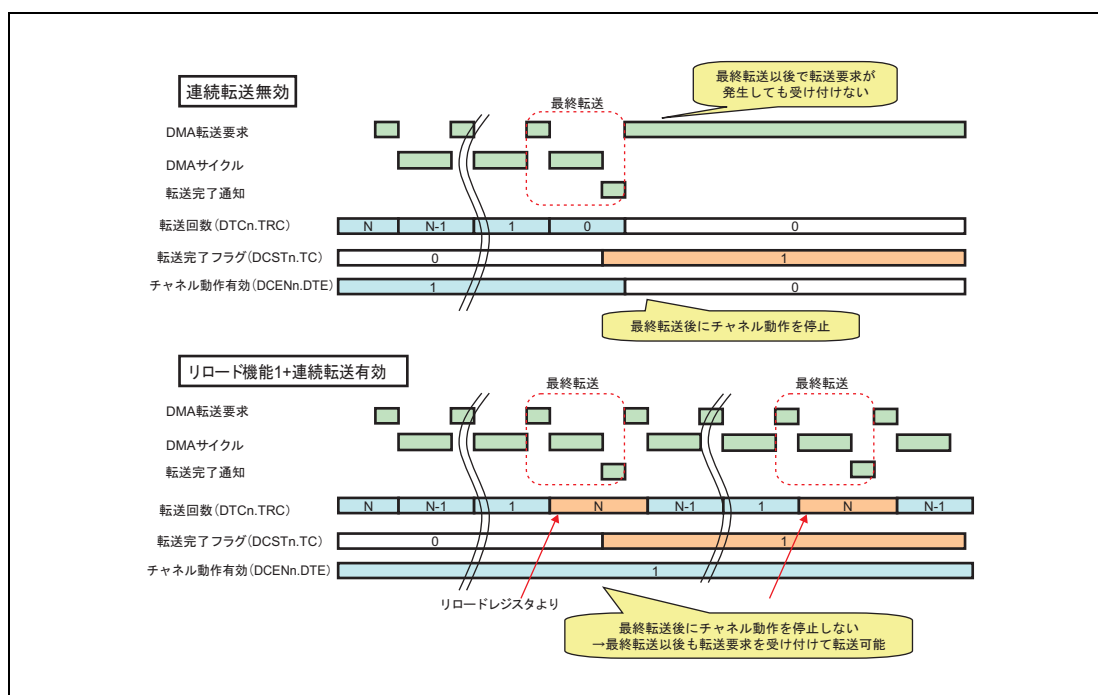 連続転送無効
最終転送以後で転送要求が
発生しても受け付けない
最終転送
DMA転送要求
DMAサイクル
転送完了通知
転送回数(DTCn.TRC)
N N-1 1 0 0
転送完了フラグ(DCSTn.TC)
0 1
チャネル動作有効(DCENn.DTE)
1 0
最終転送後にチャネル動作を停止
リロード機能1+連続転送有効
最終転送 最終転送
DMA転送要求
DMAサイクル
転送完了通知
転送回数(DTCn.TRC)
N N-1 1 N N-1 1 N N-1
転送完了フラグ(DCSTn.TC)
0 1
チャネル動作有効(DCENn.DTE)
1
リロードレジスタより
最終転送後にチャネル動作を停止しない
→最終転送以後も転送要求を受け付けて転送可能